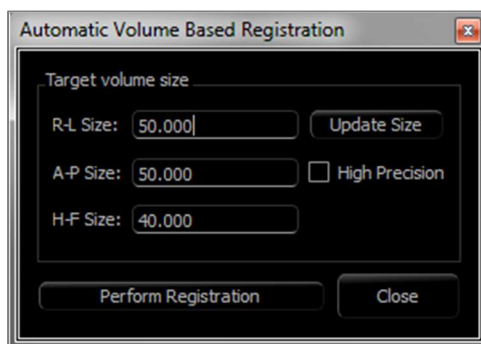 Automatic Volume Based Registration
Target volume size
R-L Size: 50.000 Update Size
A-P Size: 50.000 High Precision
H-F Size: 40.000
Perform Registration Close